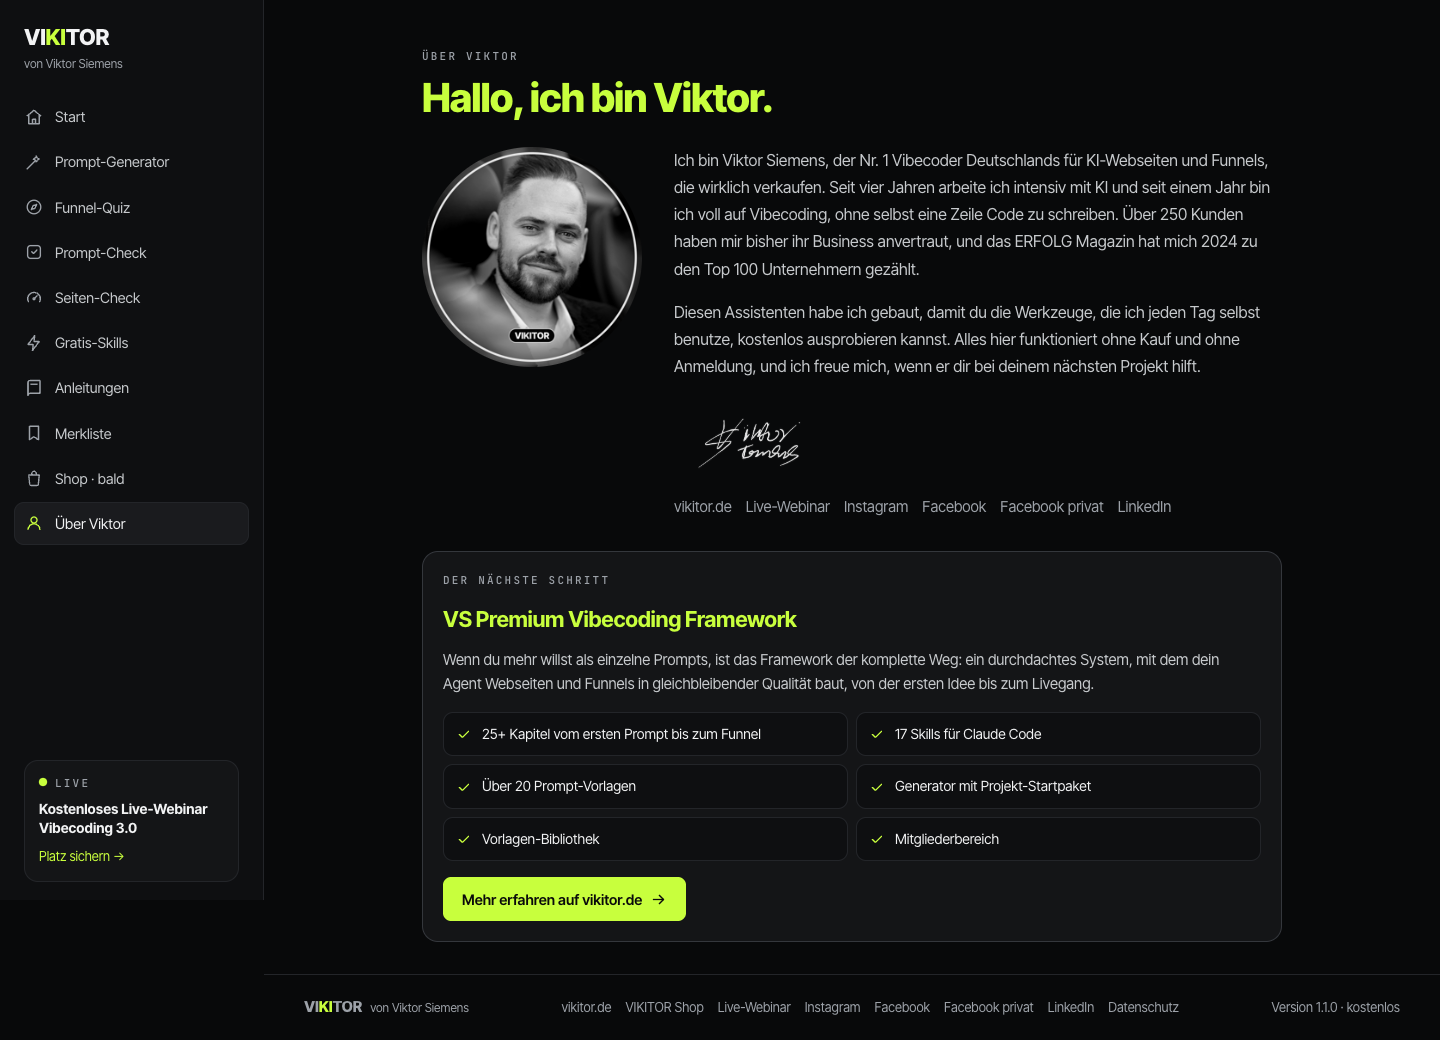 VIKITOR
von Viktor Siemens
Start
Prompt-Generator
Funnel-Quiz
Prompt-Check
Seiten-Check
Gratis-Skills
Anleitungen
Merkliste
Shop · bald
Über Viktor
LIVE
Kostenloses Live-Webinar
Vibecoding 3.0
Platz sichern →
ÜBER VIKTOR
Hallo, ich bin Viktor.
VIKITOR
Ich bin Viktor Siemens, der Nr. 1 Vibecoder Deutschlands für KI-Webseiten und Funnels,
die wirklich verkaufen. Seit vier Jahren arbeite ich intensiv mit KI und seit einem Jahr bin
ich voll auf Vibecoding, ohne selbst eine Zeile Code zu schreiben. Über 250 Kunden
haben mir bisher ihr Business anvertraut, und das ERFOLG Magazin hat mich 2024 zu
den Top 100 Unternehmern gezählt.
Diesen Assistenten habe ich gebaut, damit du die Werkzeuge, die ich jeden Tag selbst
benutze, kostenlos ausprobieren kannst. Alles hier funktioniert ohne Kauf und ohne
Anmeldung, und ich freue mich, wenn er dir bei deinem nächsten Projekt hilft.
vikitor.de Live-Webinar Instagram Facebook Facebook privat LinkedIn
DER NÄCHSTE SCHRITT
VS Premium Vibecoding Framework
Wenn du mehr willst als einzelne Prompts, ist das Framework der komplette Weg: ein durchdachtes System, mit dem dein
Agent Webseiten und Funnels in gleichbleibender Qualität baut, von der ersten Idee bis zum Livegang.
25+ Kapitel vom ersten Prompt bis zum Funnel
17 Skills für Claude Code
Über 20 Prompt-Vorlagen
Generator mit Projekt-Startpaket
Vorlagen-Bibliothek
Mitgliederbereich
Mehr erfahren auf vikitor.de →
VIKITOR von Viktor Siemens
vikitor.de VIKITOR Shop Live-Webinar Instagram Facebook Facebook privat LinkedIn Datenschutz
Version 1.1.0 · kostenlos